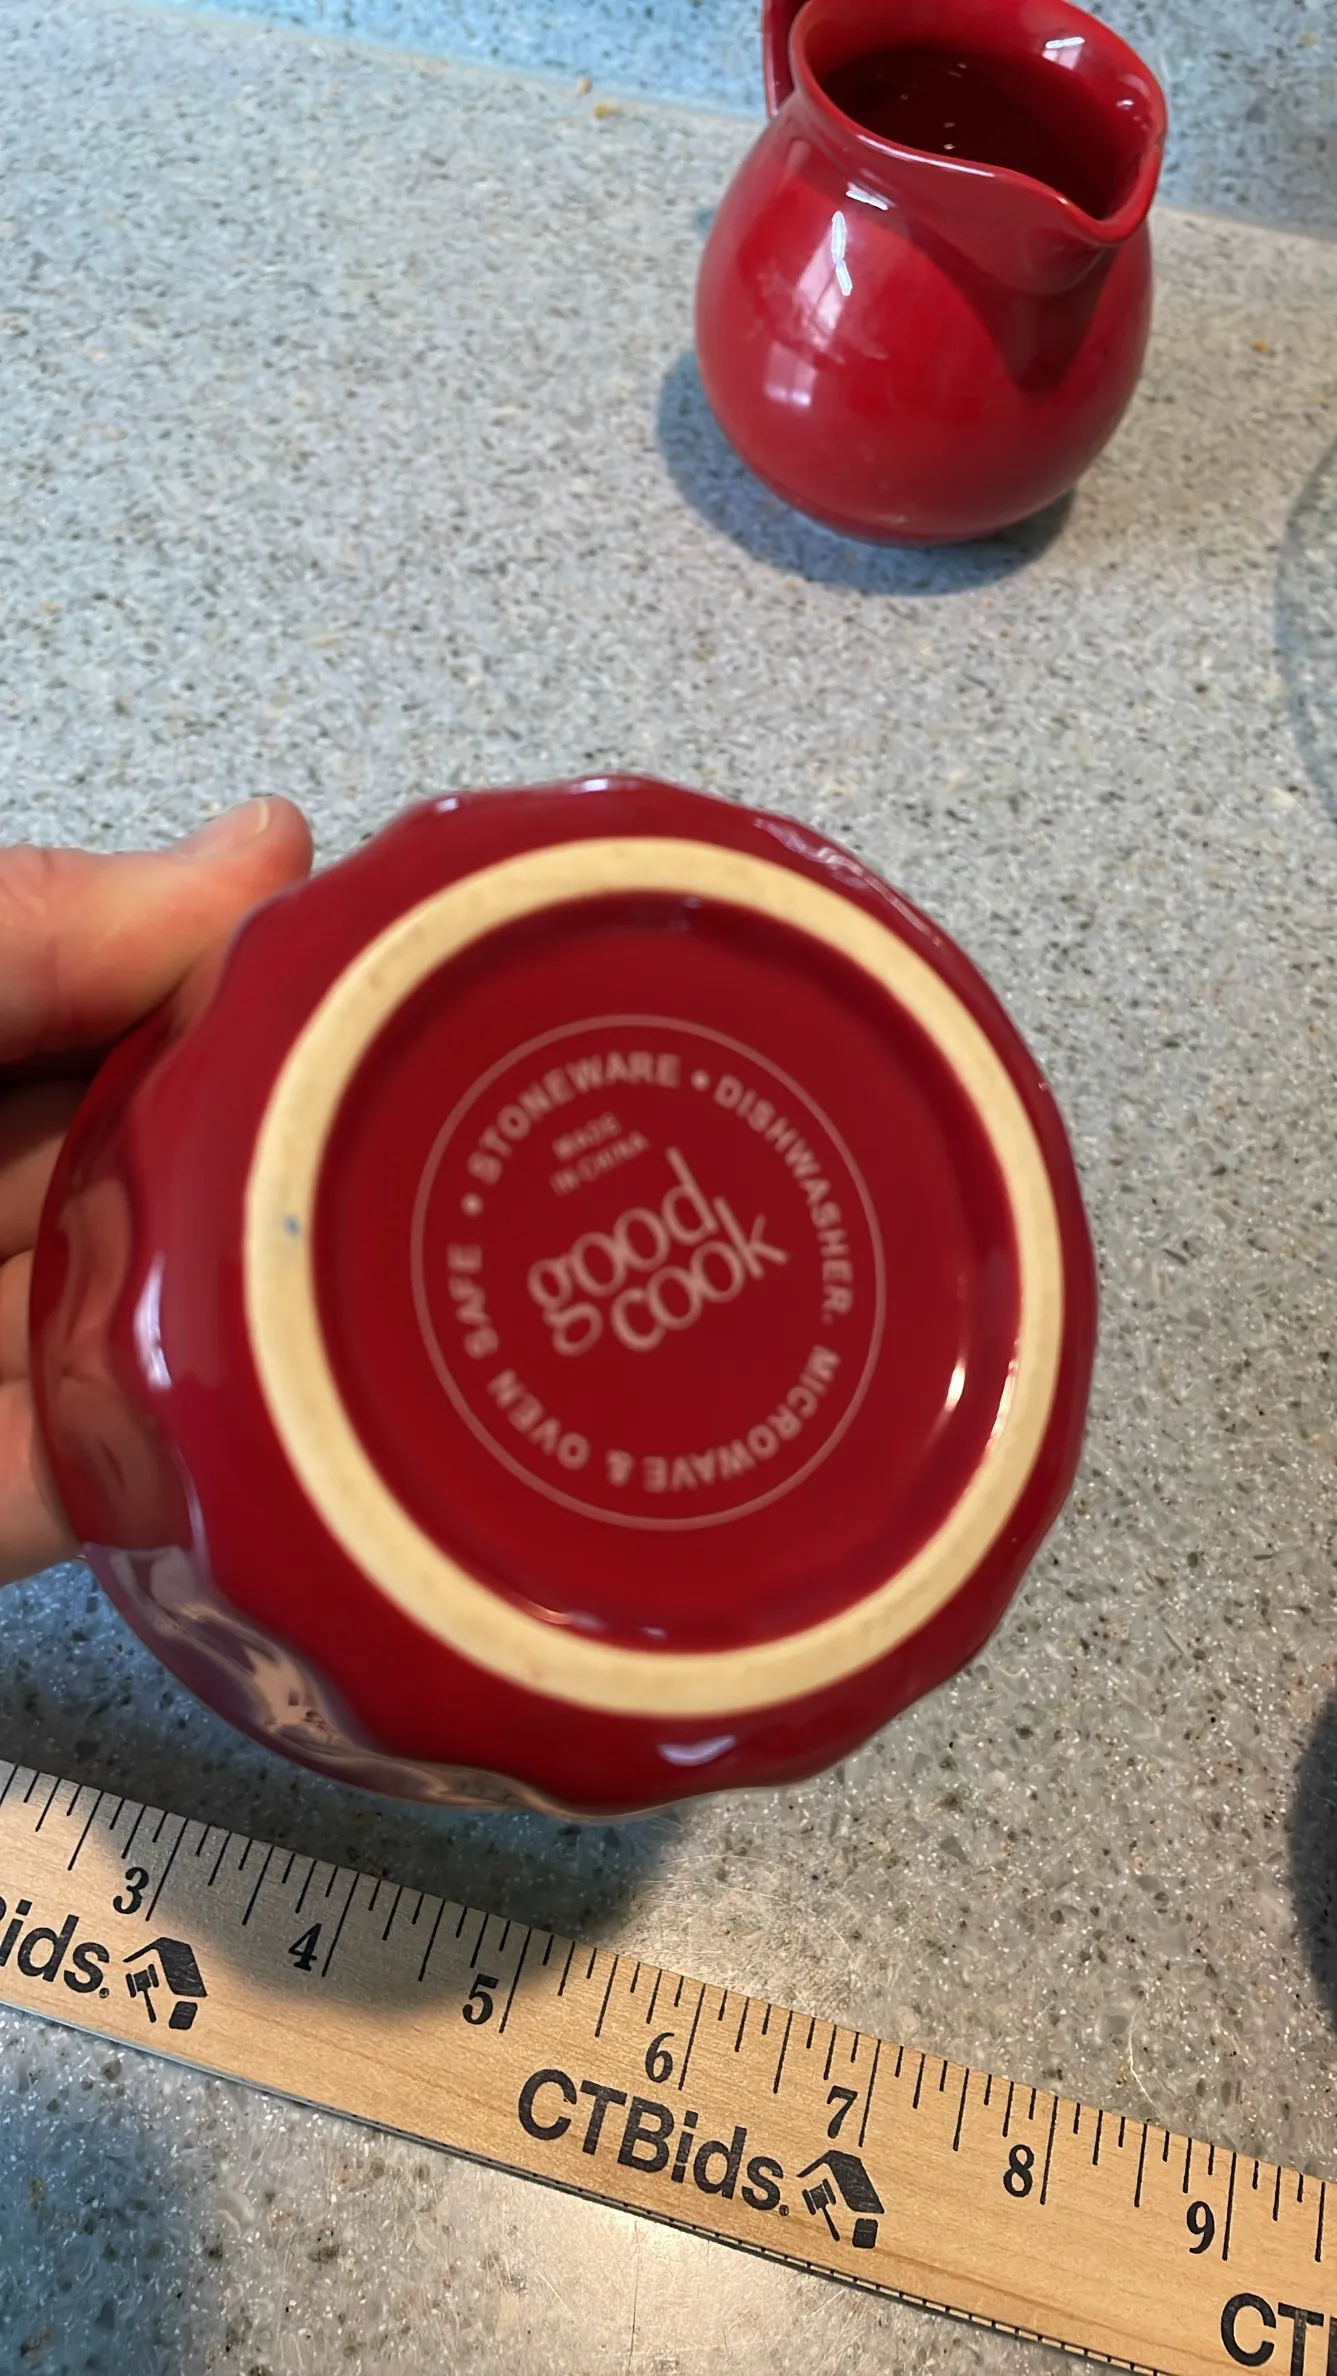 • STONEWARE • DISHWASHER. MICROWAVE & OVEN SAFE
MADE
IN CHINA
good
cook
3 4 5 6 7 8 9
ids.
CTBids.
CT